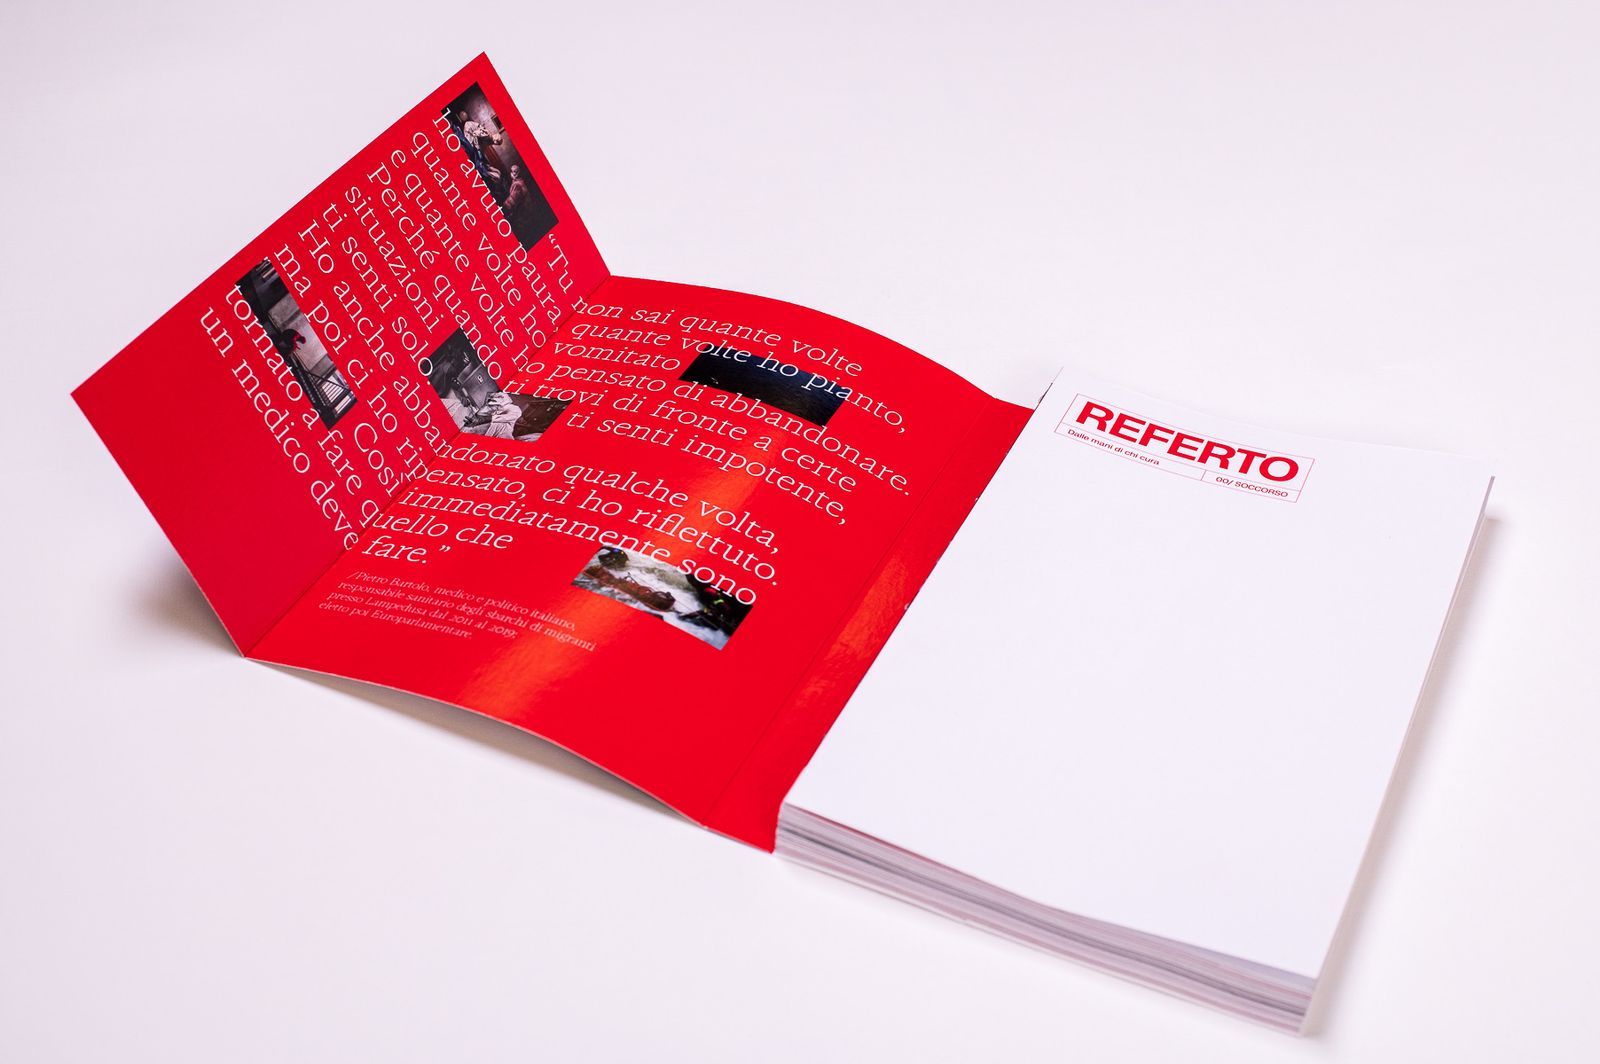 “Tu non sai quante volte
ho avuto paura, quante volte ho pianto,
quante volte ho vomitato
e quante volte ho pensato di abbandonare.
Perché quando ti trovi di fronte a certe
situazioni ti senti impotente,
ti senti solo
Ho anche abbandonato qualche volta,
ma poi ci ho ripensato, ci ho riflettuto.
Così immediatamente sono
tornato a fare quello che
un medico deve fare.”
/Pietro Bartolo, medico e politico italiano,
responsabile sanitario degli sbarchi di migranti
presso Lampedusa dal 2011 al 2019;
eletto poi Europarlamentare.
REFERTO
Dalle mani di chi cura
00/ SOCCORSO